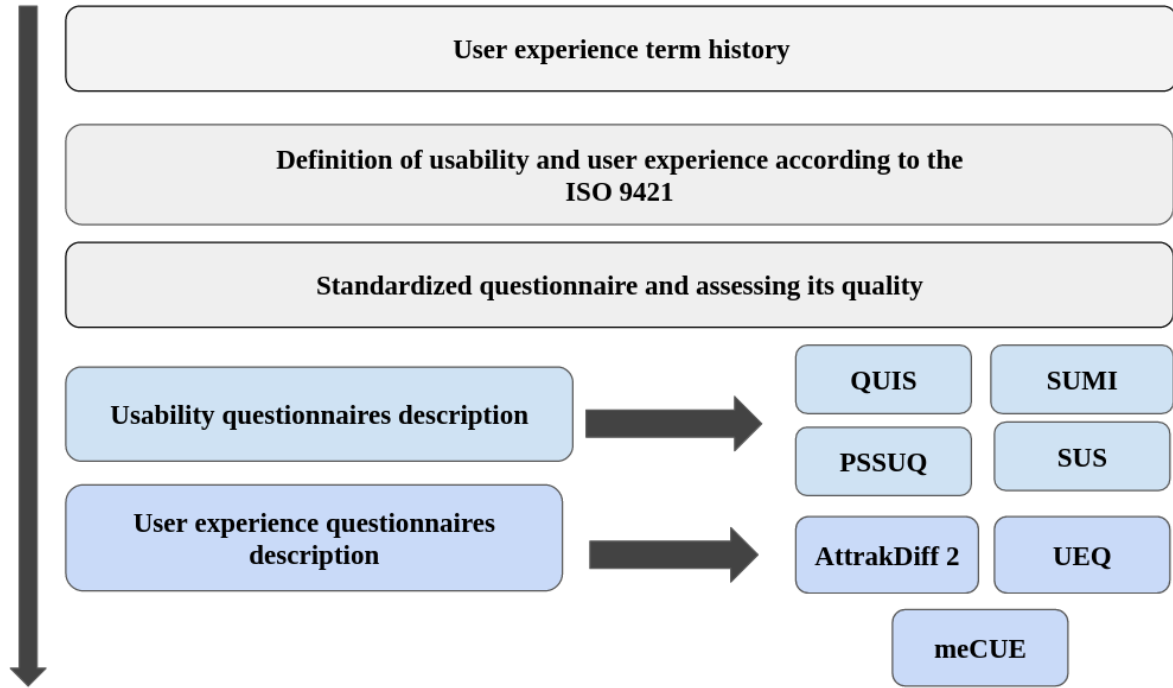 User experience term history
Definition of usability and user experience according to the
ISO 9421
Standardized questionnaire and assessing its quality
Usability questionnaires description
QUIS
SUMI
PSSUQ
SUS
User experience questionnaires
description
AttrakDiff 2
UEQ
meCUE